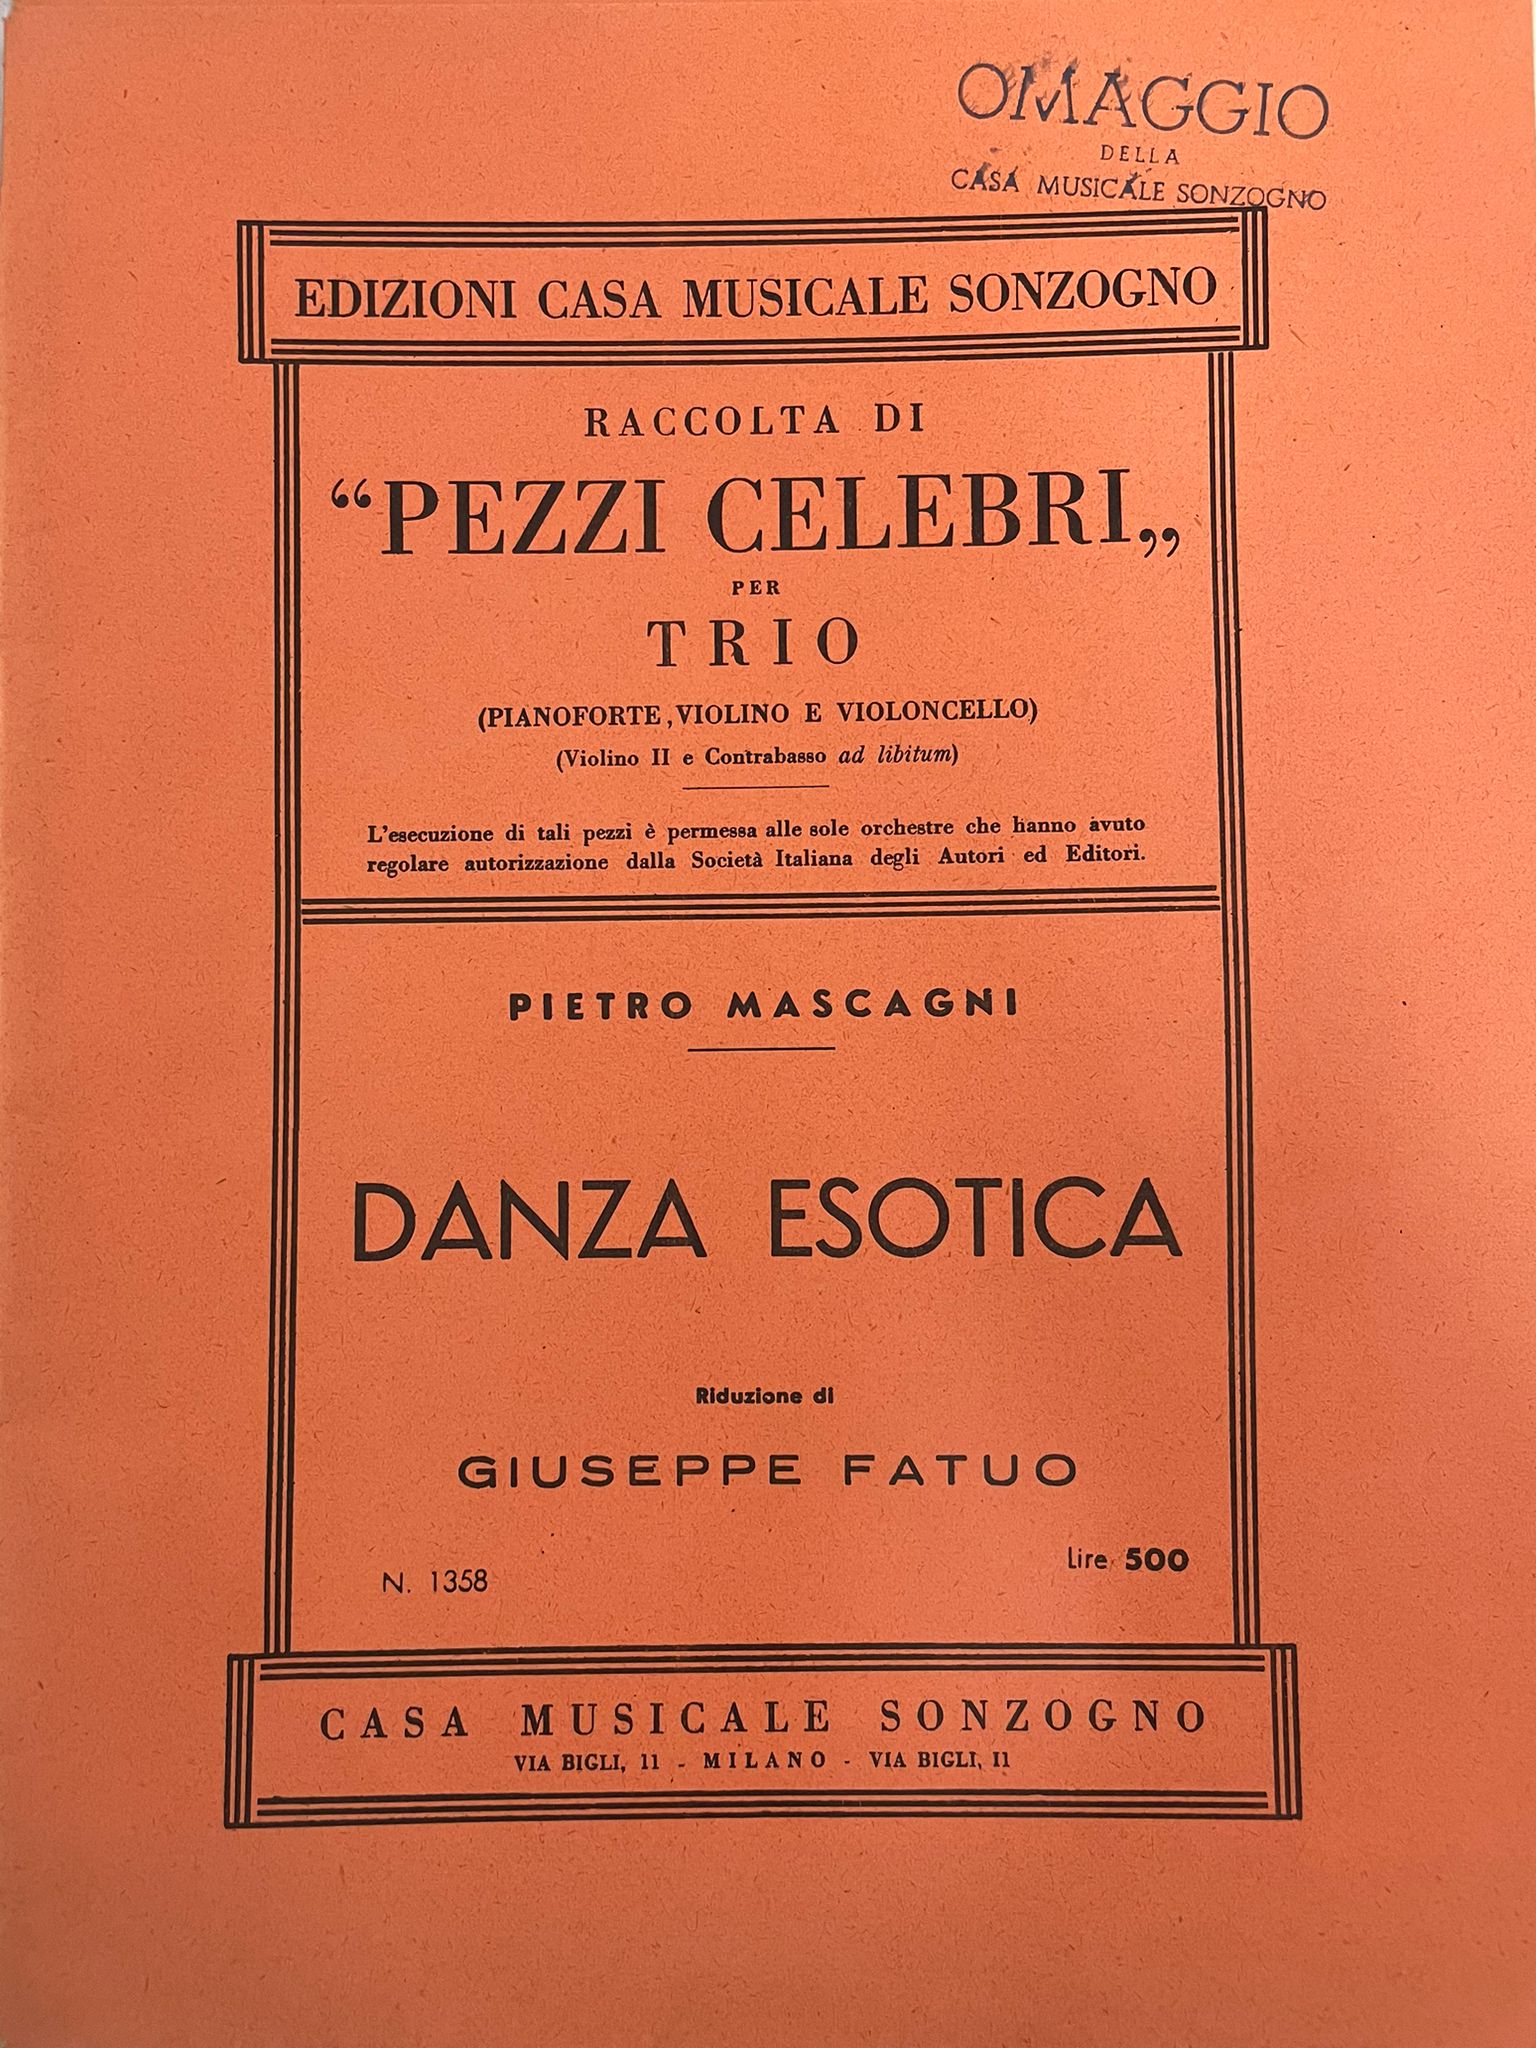 OMAGGIO
DELLA
CASA MUSICALE SONZOGNO
EDIZIONI CASA MUSICALE SONZOGNO
RACCOLTA DI
“PEZZI CELEBRI„
PER
TRIO
(PIANOFORTE, VIOLINO E VIOLONCELLO)
(Violino II e Contrabasso ad libitum)
L'esecuzione di tali pezzi è permessa alle sole orchestre che hanno avuto
regolare autorizzazione dalla Società Italiana degli Autori ed Editori.
PIETRO MASCAGNI
DANZA ESOTICA
Riduzione di
GIUSEPPE FATUO
Lire 500
N. 1358
CASA MUSICALE SONZOGNO
VIA BIGLI, 11 - MILANO - VIA BIGLI, 11